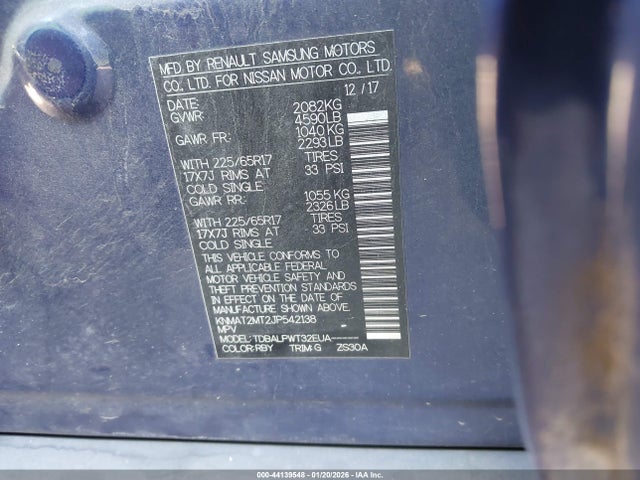 MFD BY RENAULT SAMSUNG MOTORS
CO., LTD. FOR NISSAN MOTOR CO., LTD.
DATE: 12/17
GVWR: 2082KG
4590LB
GAWR FR: 1040 KG
2293LB
WITH 225/65R17 TIRES
17X7J RIMS AT 33 PSI
COLD SINGLE
GAWR RR: 1055 KG
2326LB
WITH 225/65R17 TIRES
17X7J RIMS AT 33 PSI
COLD SINGLE
THIS VEHICLE CONFORMS TO
ALL APPLICABLE FEDERAL
MOTOR VEHICLE SAFETY AND
THEFT PREVENTION STANDARDS
IN EFFECT ON THE DATE OF
MANUFACTURE SHOWN ABOVE.
KNMAT2MT2JP542138
MPV
MODEL: TDBALPWT32EUA-------
COLOR:RBY TRIM:G ZS30A
000-44139548 - 01/20/2026 - IAAI.COM